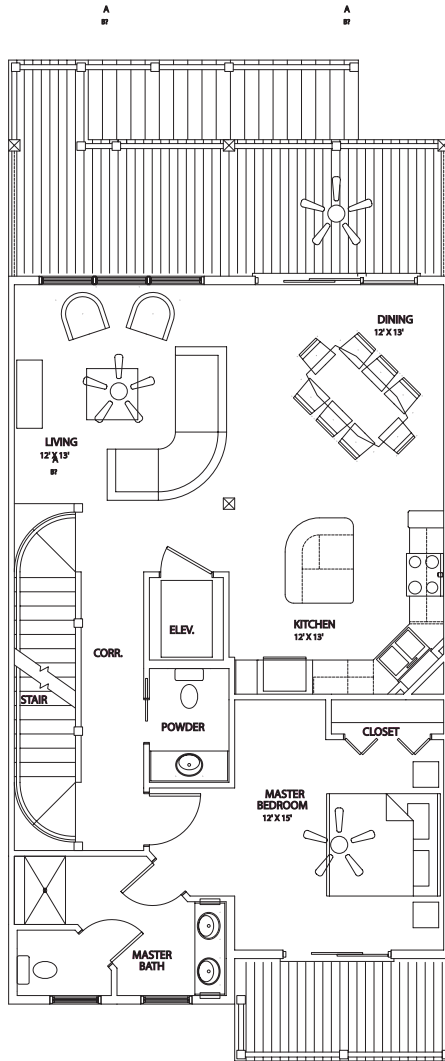 A
B?
A
B?
DINING
12' X 13'
LIVING
12' X 13'
A
B?
ELEV.
KITCHEN
12' X 13'
CORR.
STAIR
POWDER
CLOSET
MASTER
BEDROOM
12' X 15'
MASTER
BATH